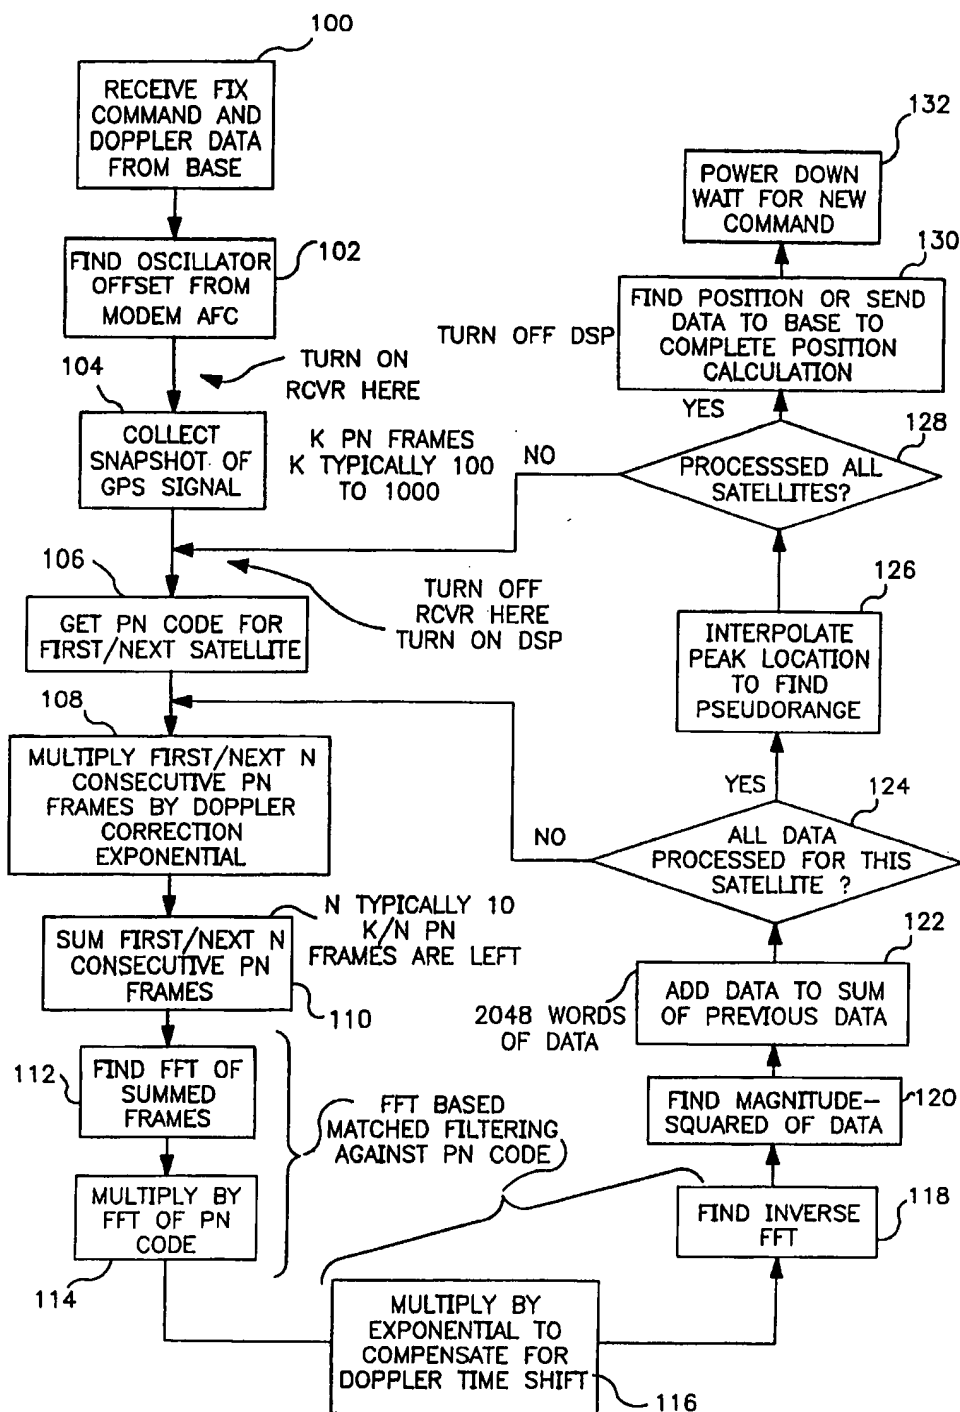 100
RECEIVE FIX
COMMAND AND
DOPPLER DATA
FROM BASE
FIND OSCILLATOR
OFFSET FROM
MODEM AFC
102
TURN ON
RCVR HERE
104
COLLECT
SNAPSHOT OF
GPS SIGNAL
K PN FRAMES
K TYPICALLY 100
TO 1000
106
GET PN CODE FOR
FIRST/NEXT SATELLITE
TURN OFF
RCVR HERE
TURN ON DSP
108
MULTIPLY FIRST/NEXT N
CONSECUTIVE PN
FRAMES BY DOPPLER
CORRECTION
EXPONENTIAL
N TYPICALLY 10
K/N PN
FRAMES ARE LEFT
SUM FIRST/NEXT N
CONSECUTIVE PN
FRAMES
110
112
FIND FFT OF
SUMMED
FRAMES
FFT BASED
MATCHED FILTERING
AGAINST PN CODE
MULTIPLY BY
FFT OF PN
CODE
114
MULTIPLY BY
EXPONENTIAL TO
COMPENSATE FOR
DOPPLER TIME SHIFT
116
FIND INVERSE
FFT
118
FIND MAGNITUDE-
SQUARED OF DATA
120
ADD DATA TO SUM
OF PREVIOUS DATA
122
2048 WORDS
OF DATA
ALL DATA
PROCESSED FOR THIS
SATELLITE ?
124
NO
YES
INTERPOLATE
PEAK LOCATION
TO FIND
PSEUDORANGE
126
PROCESSSED ALL
SATELLITES?
128
NO
YES
FIND POSITION OR SEND
DATA TO BASE TO
COMPLETE POSITION
CALCULATION
130
TURN OFF DSP
POWER DOWN
WAIT FOR NEW
COMMAND
132